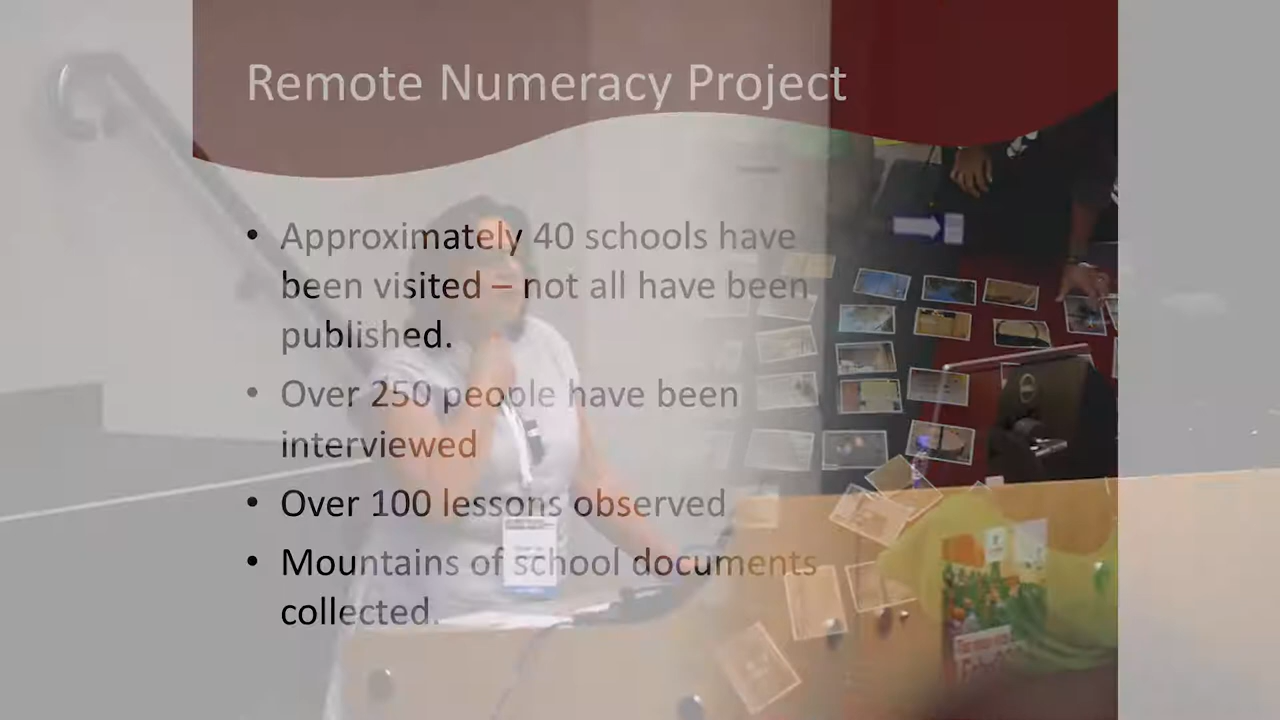 Remote Numeracy Project
• Approximately 40 schools have
been visited – not all have been
published.
• Over 250 people have been
interviewed
• Over 100 lessons observed
• Mountains of school documents
collected.